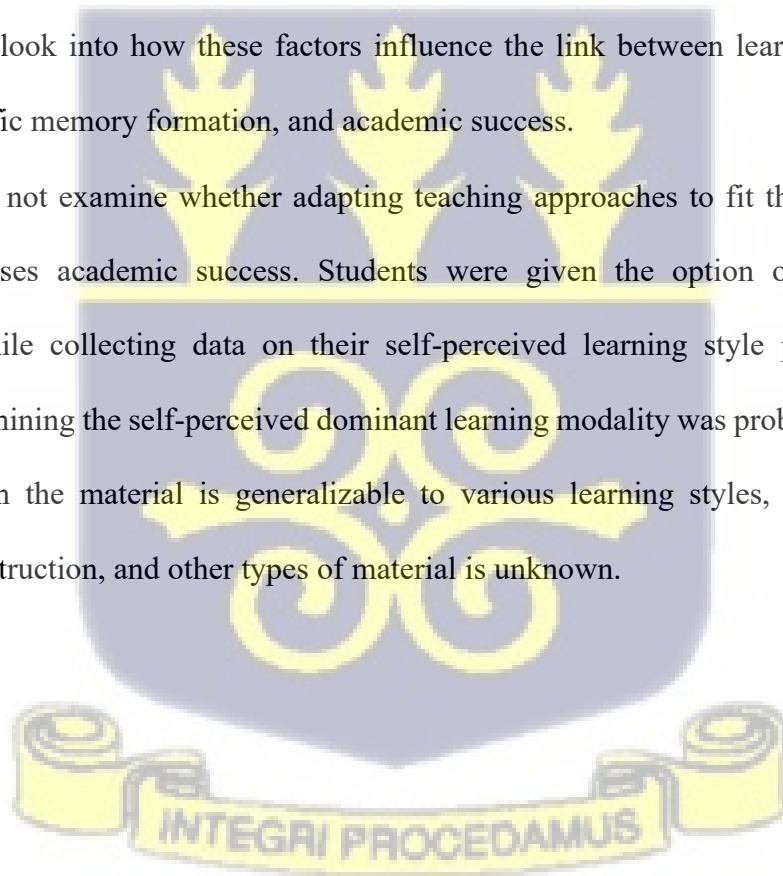 look into how these factors influence the link between lear
ic memory formation, and academic success.
not examine whether adapting teaching approaches to fit th
ses academic success. Students were given the option o
ile collecting data on their self-perceived learning style
mining the self-perceived dominant learning modality was prob
n the material is generalizable to various learning styles,
truction, and other types of material is unknown.
INTEGRI PROCEDAMUS